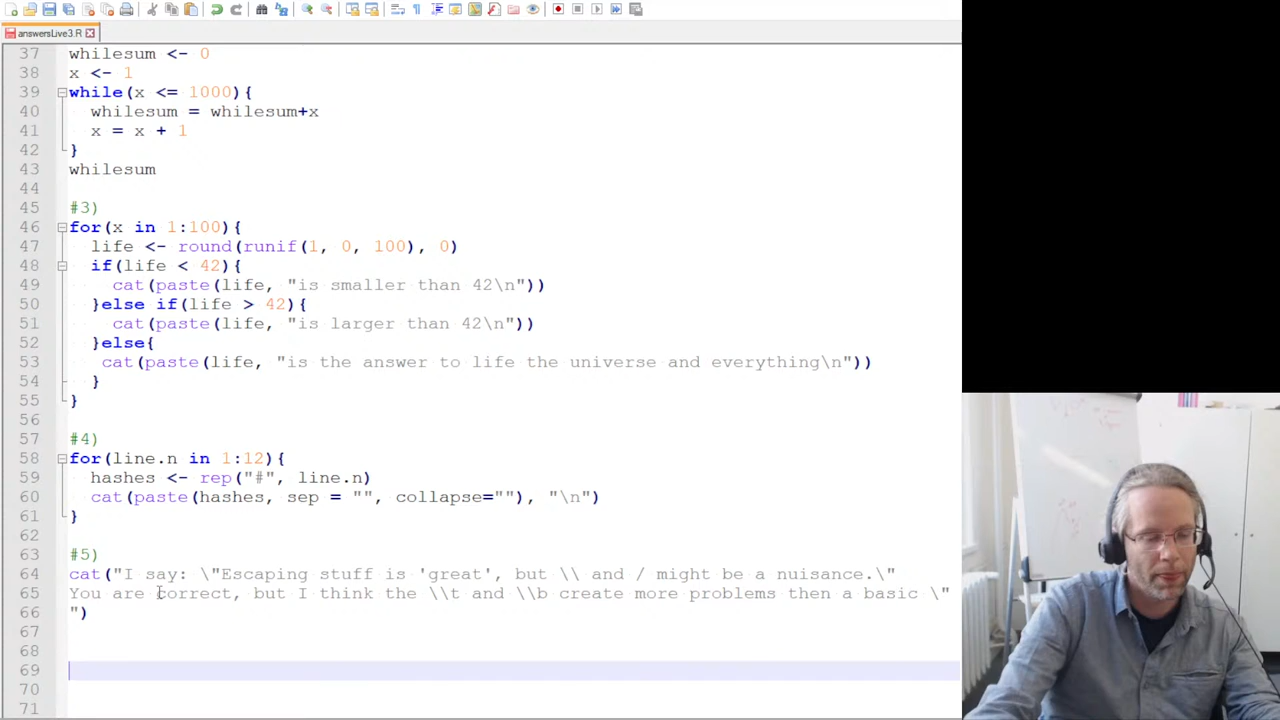 answersLive3.R
37 whilesum <- 0
38 x <- 1
39 while(x <= 1000){
40 whilesum = whilesum+x
41 x = x + 1
42 }
43 whilesum
44
45 #3)
46 for(x in 1:100){
47 life <- round(runif(1, 0, 100), 0)
48 if(life < 42){
49 cat(paste(life, "is smaller than 42\n"))
50 }else if(life > 42){
51 cat(paste(life, "is larger than 42\n"))
52 }else{
53 cat(paste(life, "is the answer to life the universe and everything\n"))
54 }
55 }
56
57 #4)
58 for(line.n in 1:12){
59 hashes <- rep("#", line.n)
60 cat(paste(hashes, sep = "", collapse=""), "\n")
61 }
62
63 #5)
64 cat("I say: \"Escaping stuff is 'great', but \\ and / might be a nuisance.\"
65 You are correct, but I think the \\t and \\b create more problems then a basic \"
66 ")
67
68
69
70
71